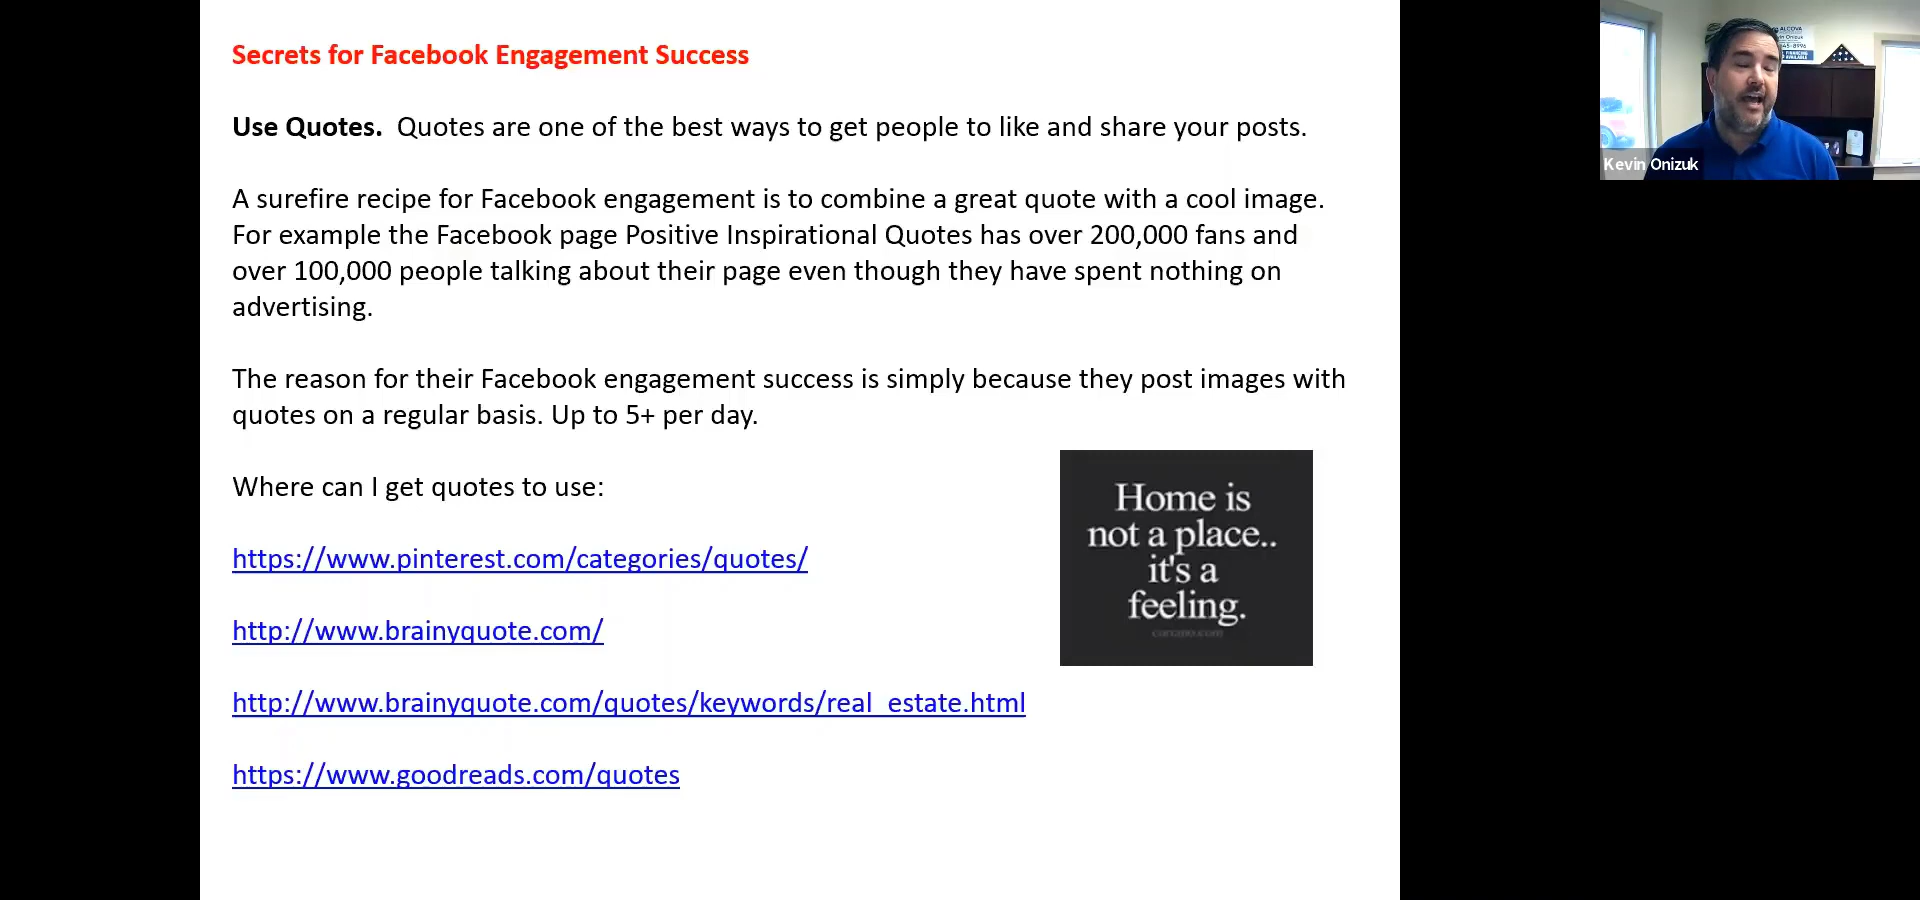 Secrets for Facebook Engagement Success
Use Quotes.  Quotes are one of the best ways to get people to like and share your posts.
A surefire recipe for Facebook engagement is to combine a great quote with a cool image.
For example the Facebook page Positive Inspirational Quotes has over 200,000 fans and
over 100,000 people talking about their page even though they have spent nothing on
advertising.
The reason for their Facebook engagement success is simply because they post images with
quotes on a regular basis. Up to 5+ per day.
Where can I get quotes to use:
https://www.pinterest.com/categories/quotes/
http://www.brainyquote.com/
http://www.brainyquote.com/quotes/keywords/real_estate.html
https://www.goodreads.com/quotes
Home is
not a place..
it's a
feeling.
ALCOVA
Kevin Onizuk